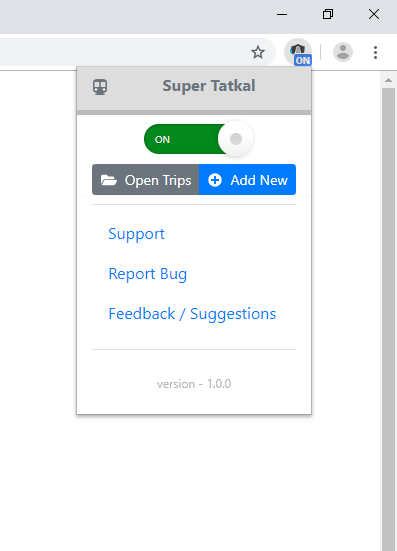 ON
Super Tatkal
ON
Open Trips
Add New
Support
Report Bug
Feedback / Suggestions
version - 1.0.0